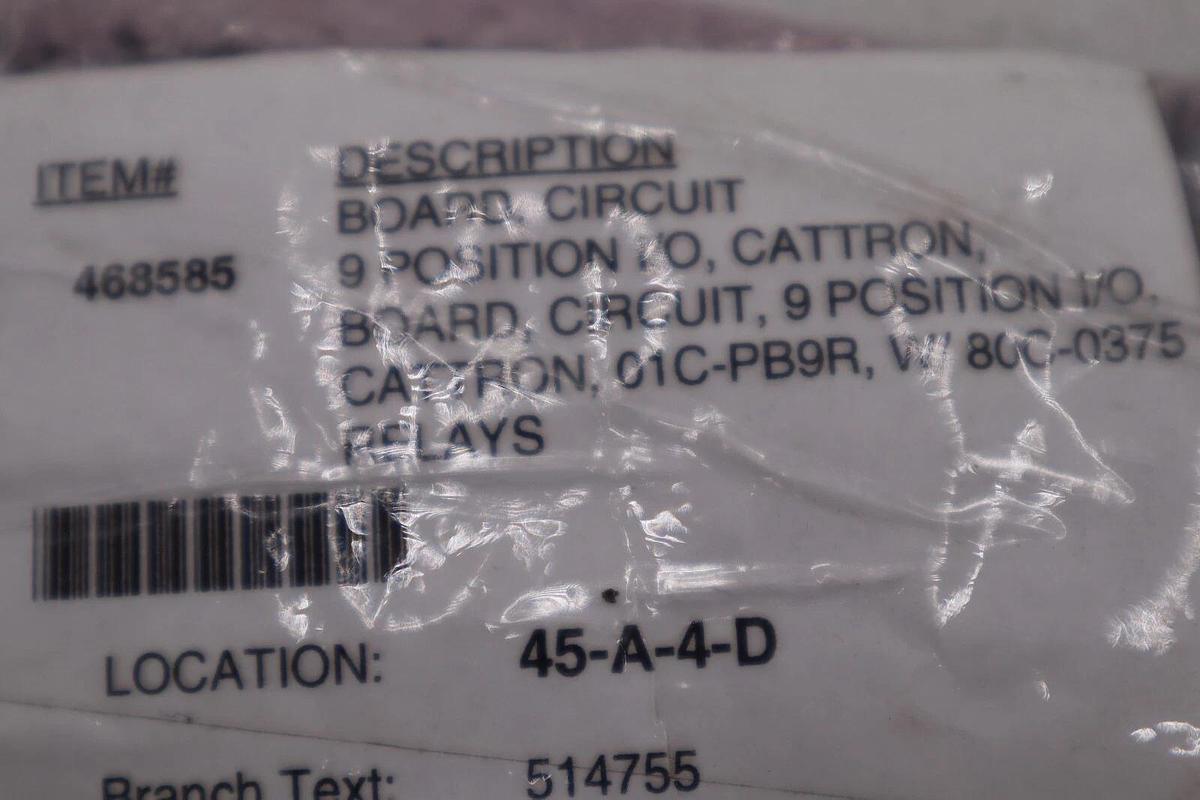 ITEM# DESCRIPTION
BOARD, CIRCUIT
468585 9 POSITION I/O, CATTRON,
BOARD, CIRCUIT, 9 POSITION I/O,
CATTRON, 01C-PB9R, W/ 80C-0375
RELAYS
LOCATION: 45-A-4-D
Branch Text: 514755